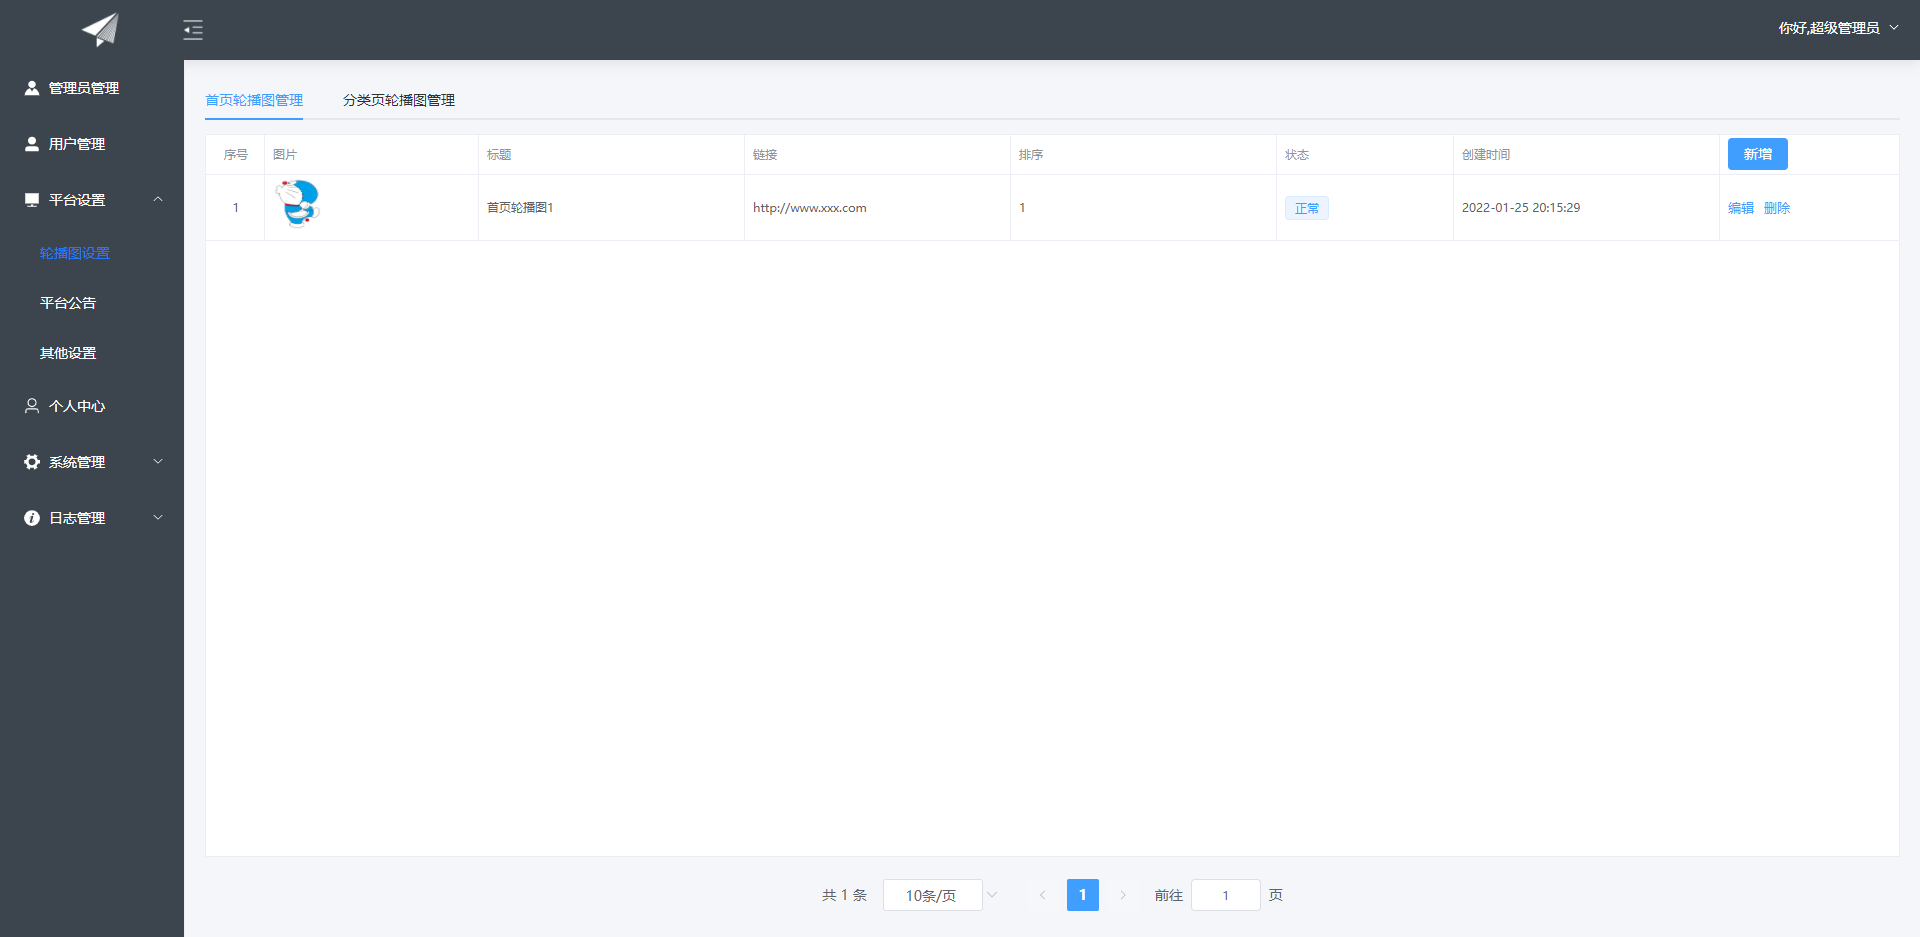 你好,超级管理员
管理员管理
用户管理
平台设置
轮播图设置
平台公告
其他设置
个人中心
系统管理
日志管理
首页轮播图管理 分类页轮播图管理
序号 图片 标题 链接 排序 状态 创建时间 新增
1 首页轮播图1 http://www.xxx.com 1 正常 2022-01-25 20:15:29 编辑 删除
共 1 条 10条/页 1 前往 1 页